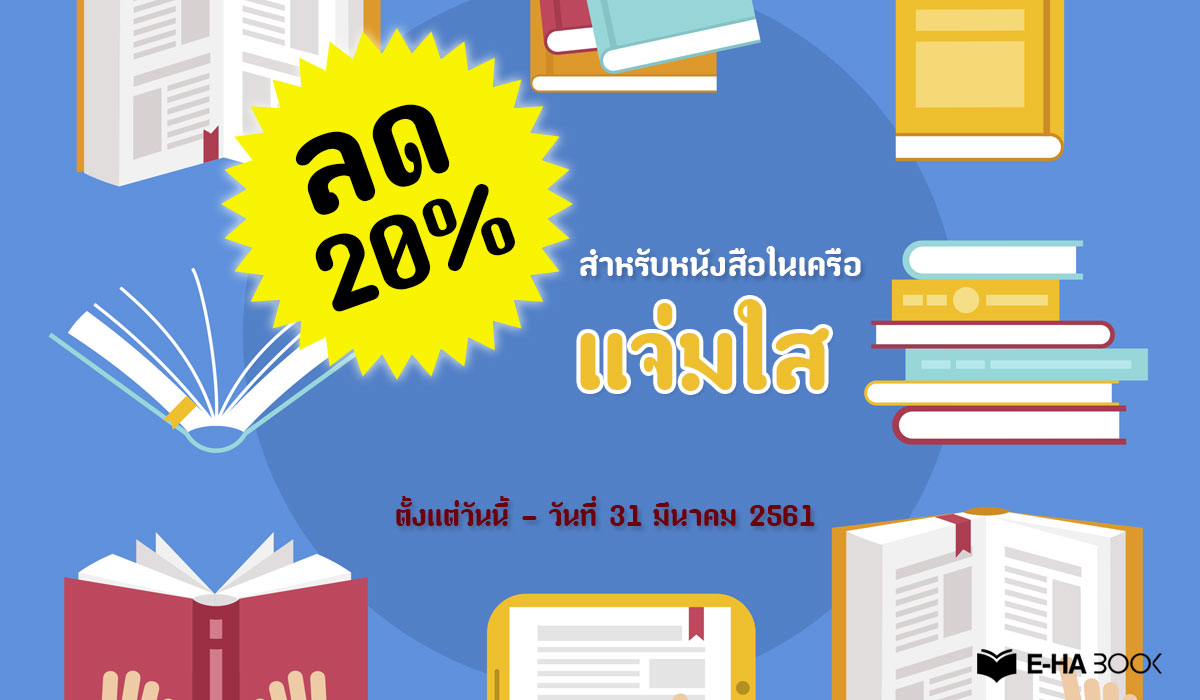 ลด
20%
สำหรับหนังสือในเครือ
แจ่มใส
ตั้งแต่วันนี้ - วันที่ 31 มีนาคม 2561
E-HA BOOK